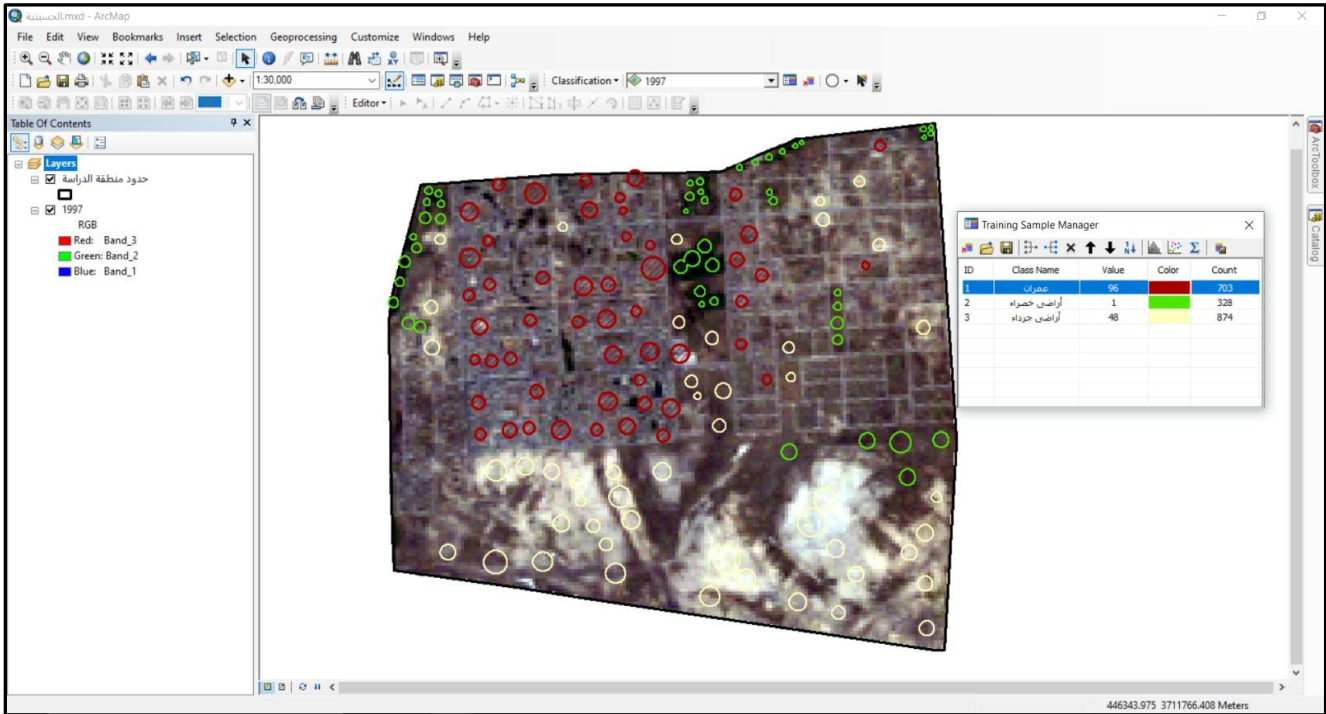 الحسينية.mxd - ArcMap
File Edit View Bookmarks Insert Selection Geoprocessing Customize Windows Help
1:30,000
Classification
1997
Editor
Table Of Contents
Layers
حدود منطقة الدراسة
1997
RGB
Red: Band_3
Green: Band_2
Blue: Band_1
Training Sample Manager
ID Class Name Value Color Count
1 عمران 96 703
2 أراضي خضراء 1 328
3 أراضي جرداء 48 874
ArcToolbox
Catalog
446343.975 3711766.408 Meters